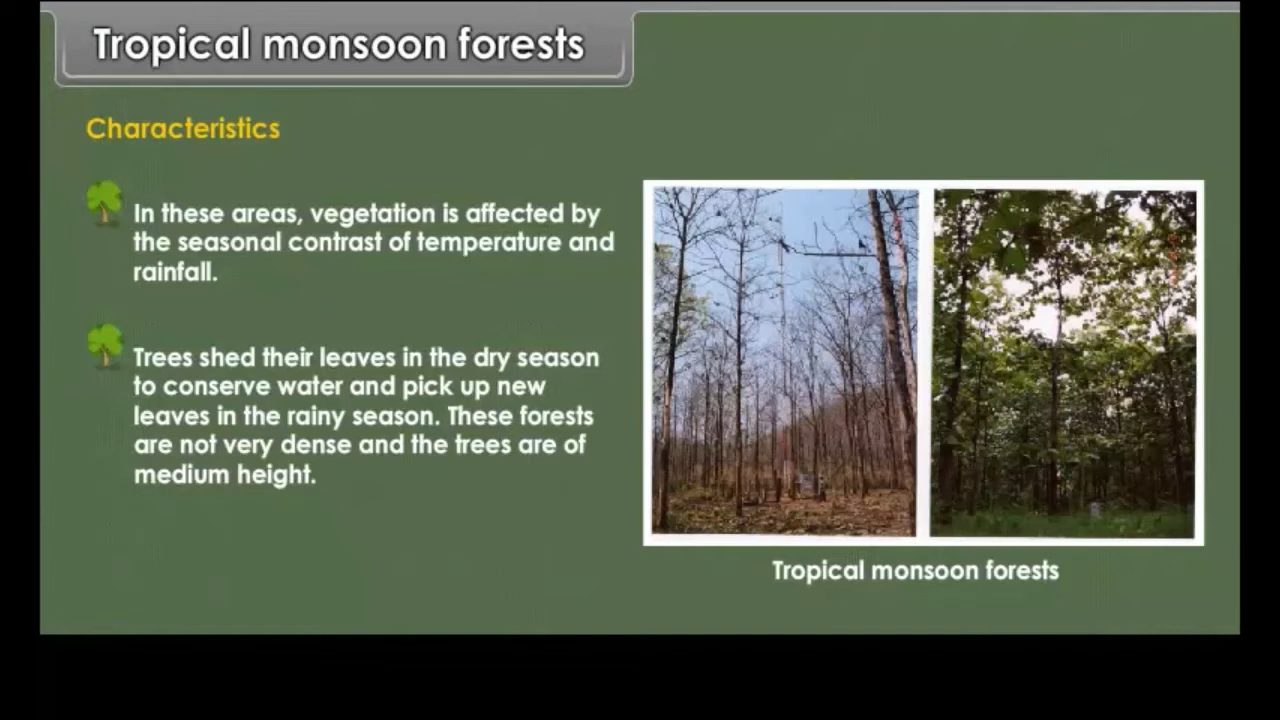 Tropical monsoon forests
Characteristics
In these areas, vegetation is affected by
the seasonal contrast of temperature and
rainfall.
Trees shed their leaves in the dry season
to conserve water and pick up new
leaves in the rainy season. These forests
are not very dense and the trees are of
medium height.
Tropical monsoon forests